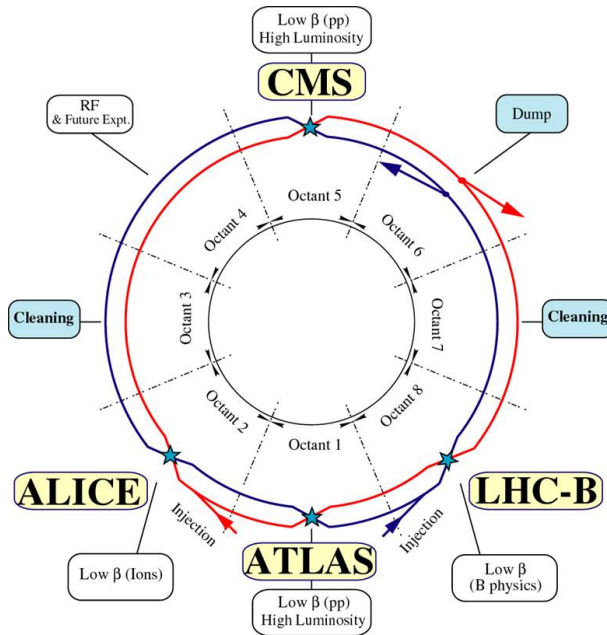 Low β (pp)
High Luminosity
CMS
RF
& Future Expt.
Dump
Octant 5
Octant 4
Octant 6
Cleaning
Octant 3
Octant 7
Cleaning
Octant 2
Octant 8
Octant 1
ALICE
LHC-B
Injection
Injection
ATLAS
Low β (Ions)
Low β (pp)
High Luminosity
Low β
(B physics)